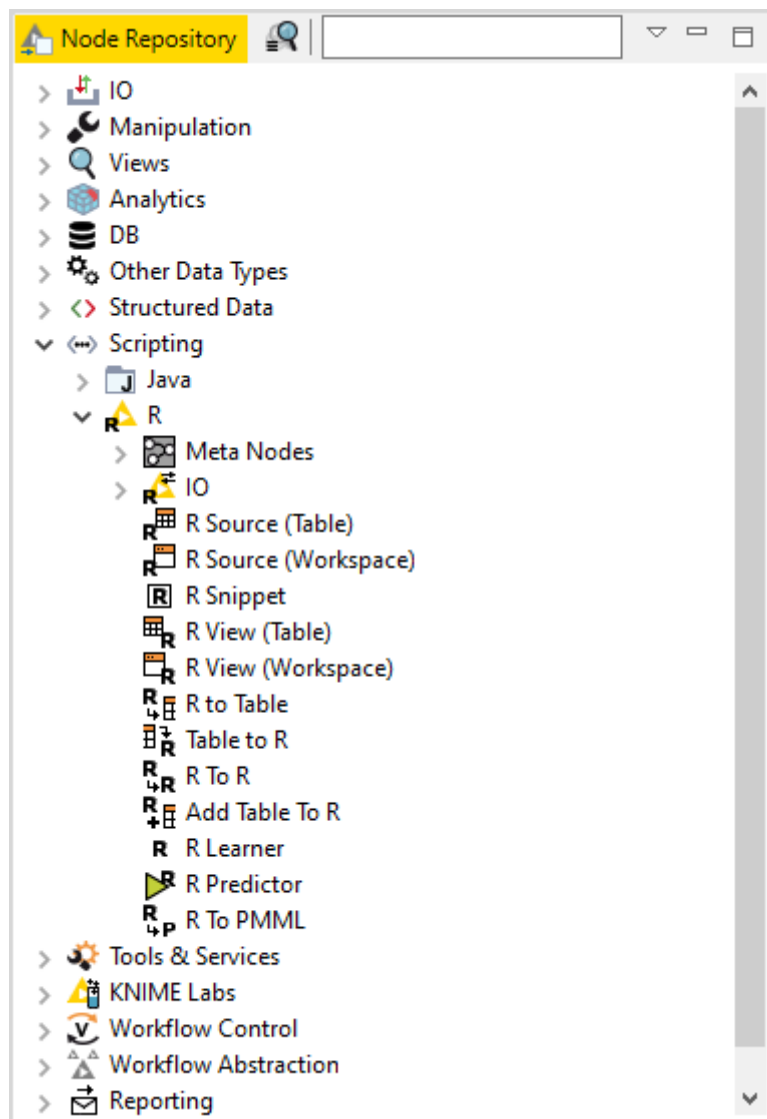 Node Repository
IO
Manipulation
Views
Analytics
DB
Other Data Types
Structured Data
Scripting
Java
R
Meta Nodes
IO
R Source (Table)
R Source (Workspace)
R Snippet
R View (Table)
R View (Workspace)
R to Table
Table to R
R To R
Add Table To R
R Learner
R Predictor
R To PMML
Tools & Services
KNIME Labs
Workflow Control
Workflow Abstraction
Reporting